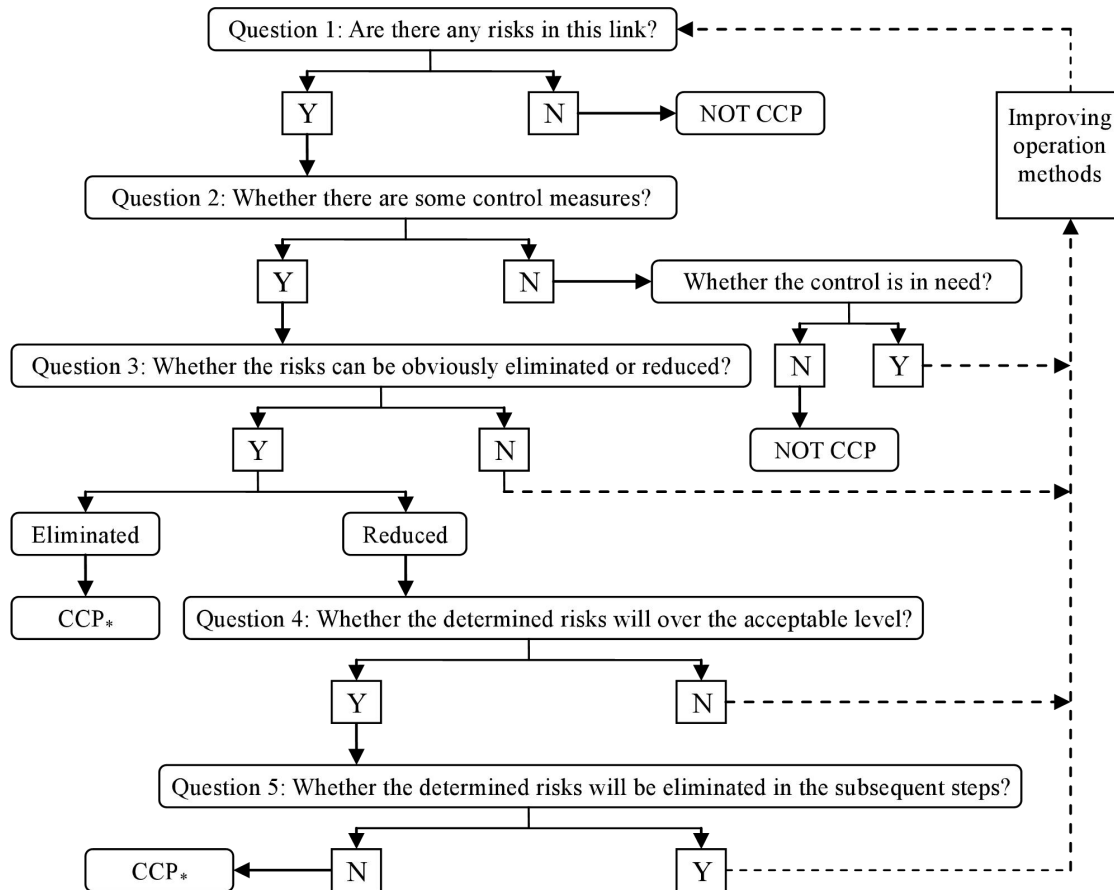 Question 1: Are there any risks in this link?
Y
N
NOT CCP
Improving
operation
methods
Question 2: Whether there are some control measures?
Y
N
Whether the control is in need?
N
Y
NOT CCP
Question 3: Whether the risks can be obviously eliminated or reduced?
Y
N
Eliminated
Reduced
CCP*
Question 4: Whether the determined risks will over the acceptable level?
Y
N
Question 5: Whether the determined risks will be eliminated in the subsequent steps?
CCP*
N
Y